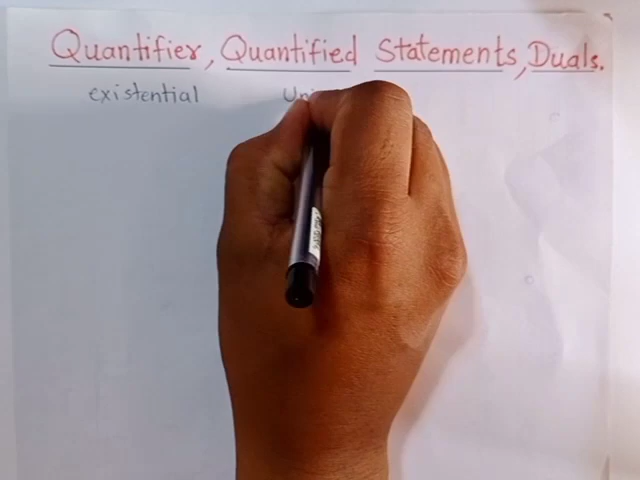 Quantifier, Quantified Statements, Duals.
existential Uni